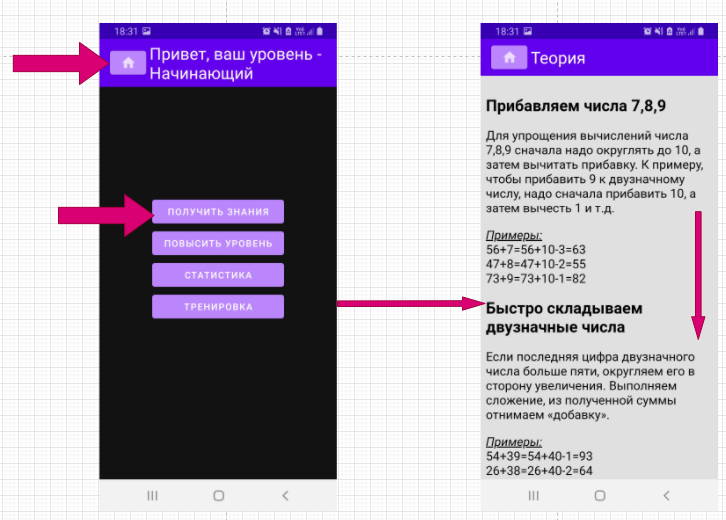 18:31
Привет, ваш уровень -
Начинающий
ПОЛУЧИТЬ ЗНАНИЯ
ПОВЫСИТЬ УРОВЕНЬ
СТАТИСТИКА
ТРЕНИРОВКА
18:31
Теория
Прибавляем числа 7,8,9
Для упрощения вычислений числа
7,8,9 сначала надо округлять до 10, а
затем вычитать прибавку. К примеру,
чтобы прибавить 9 к двузначному
числу, надо сначала прибавить 10, а
затем вычесть 1 и т.д.
Примеры:
56+7=56+10-3=63
47+8=47+10-2=55
73+9=73+10-1=82
Быстро складываем
двузначные числа
Если последняя цифра двузначного
числа больше пяти, округляем его в
сторону увеличения. Выполняем
сложение, из полученной суммы
отнимаем «добавку».
Примеры:
54+39=54+40-1=93
26+38=26+40-2=64